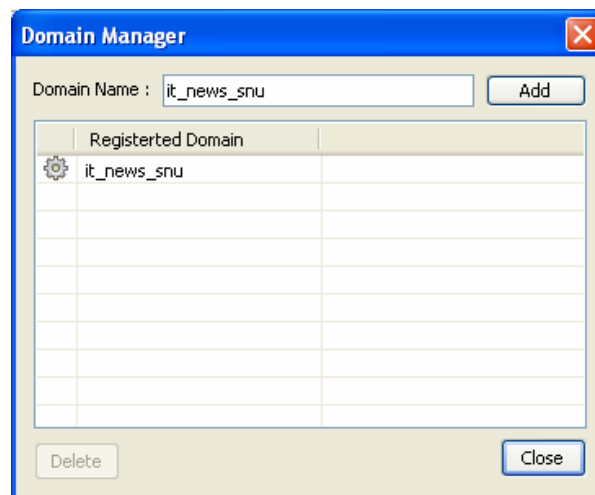 Domain Manager
Domain Name : it_news_snu Add
Registerted Domain
it_news_snu
Delete Close